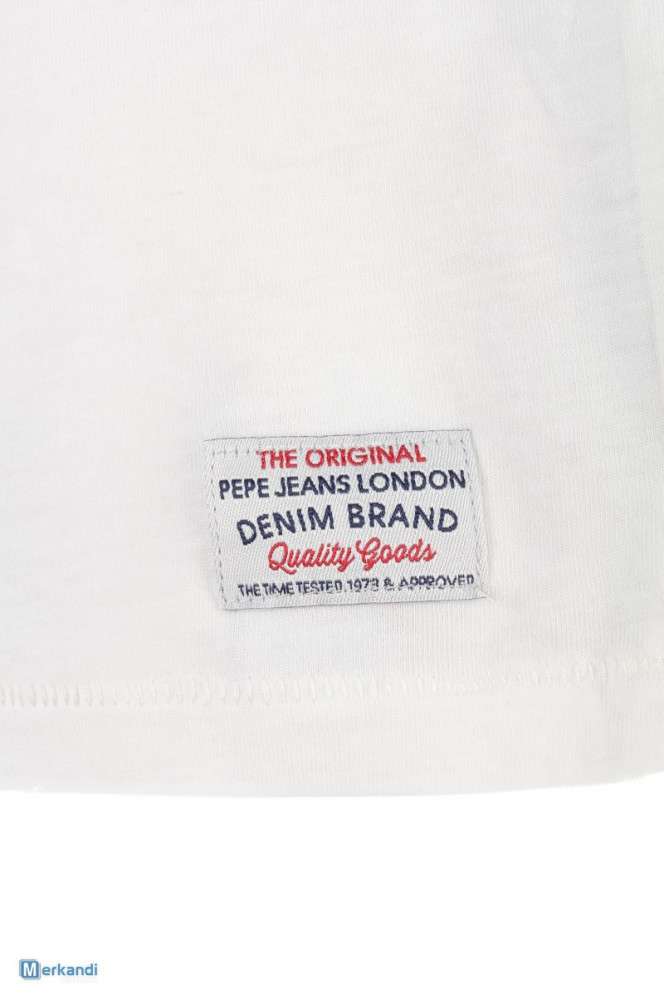 THE ORIGINAL
PEPE JEANS LONDON
DENIM BRAND
Quality Goods
THE TIME TESTED.1973 & APPROVED
Merkandi